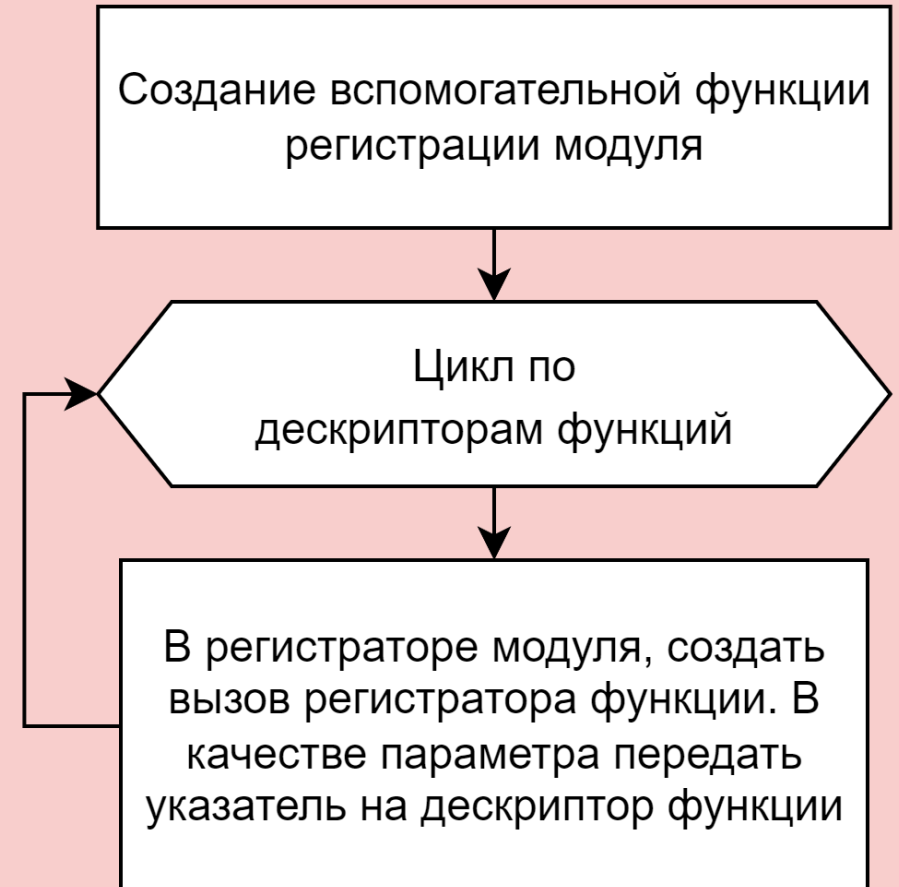 Создание вспомогательной функции
регистрации модуля
Цикл по
дескрипторам функций
В регистраторе модуля, создать
вызов регистратора функции. В
качестве параметра передать
указатель на дескриптор функции